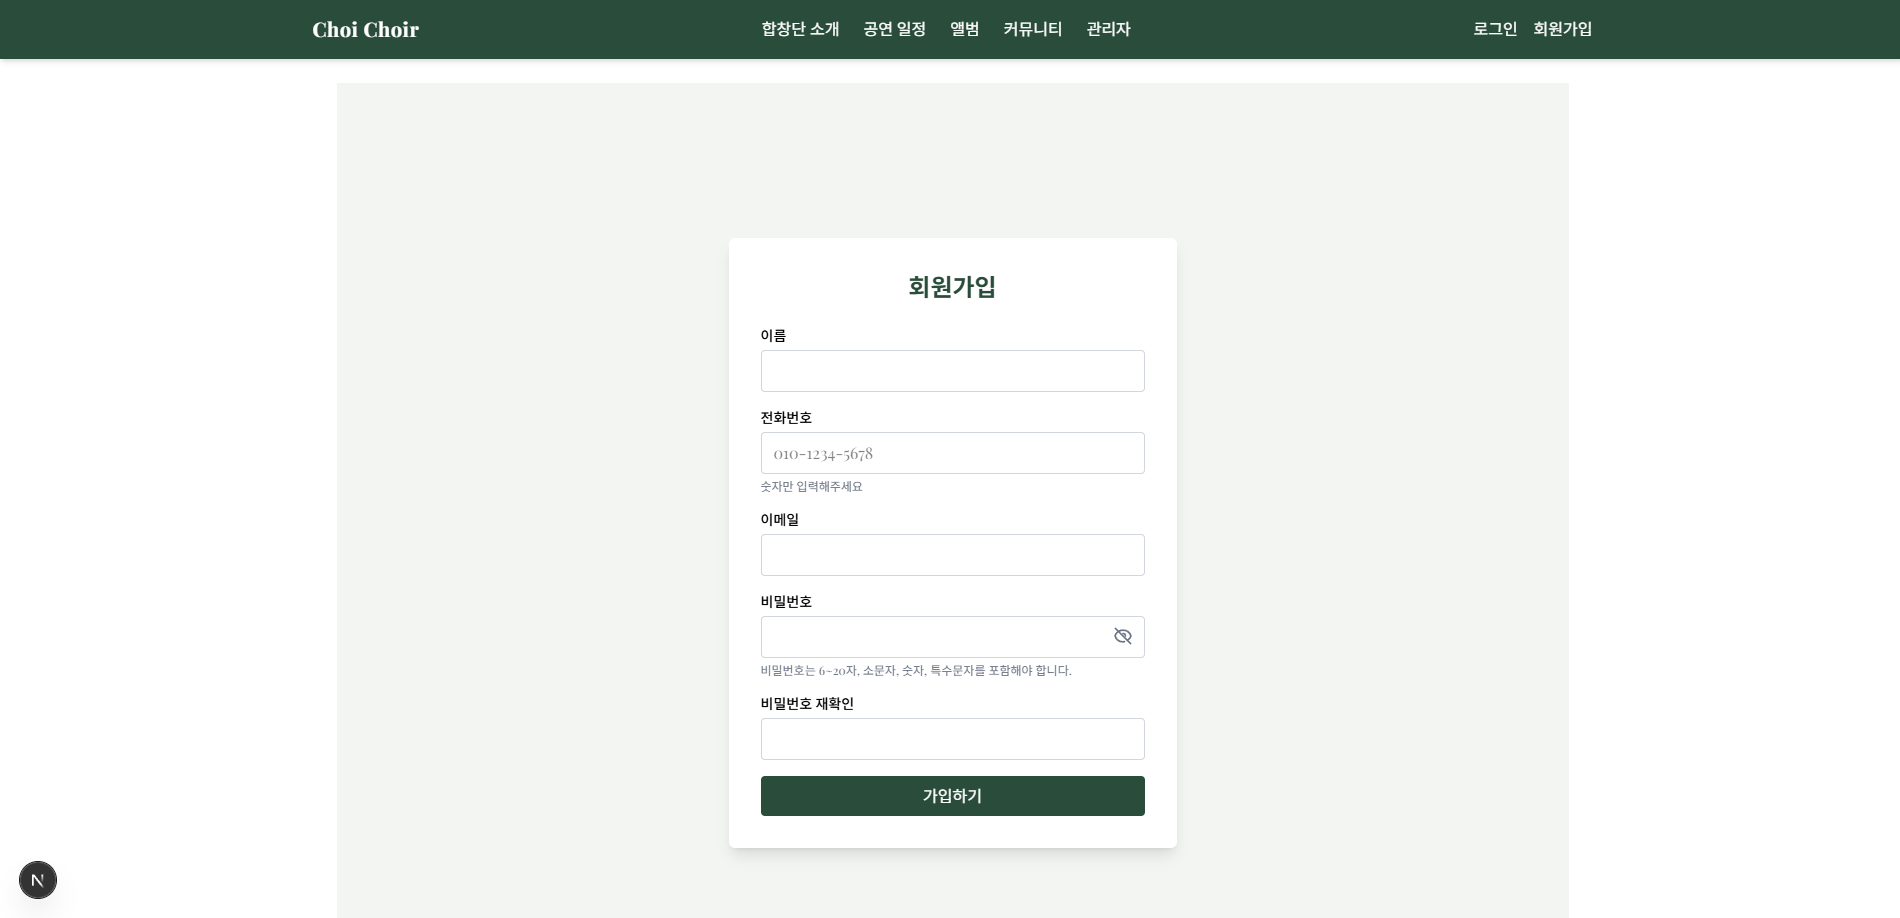 Choi Choir
합창단 소개 공연 일정 앨범 커뮤니티 관리자
로그인 회원가입
회원가입
이름
전화번호
010-1234-5678
숫자만 입력해주세요
이메일
비밀번호
비밀번호는 6~20자, 소문자, 숫자, 특수문자를 포함해야 합니다.
비밀번호 재확인
가입하기
N